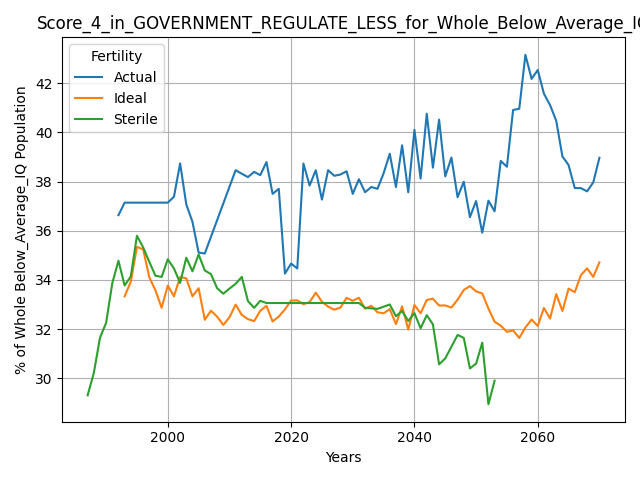 Score_4_in_GOVERNMENT_REGULATE_LESS_for_Whole_Below_Average_IQ
Fertility
Actual
Ideal
Sterile
% of Whole Below_Average_IQ Population
42
40
38
36
34
32
30
2000
2020
2040
2060
Years